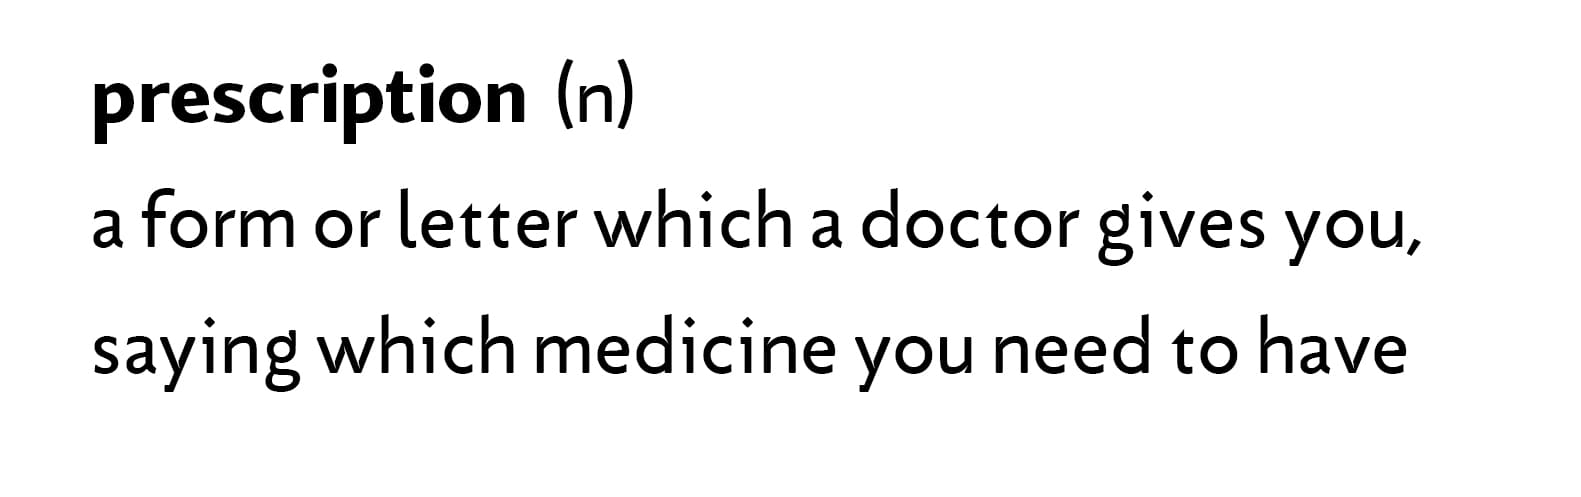 prescription (n)
a form or letter which a doctor gives you,
saying which medicine you need to have